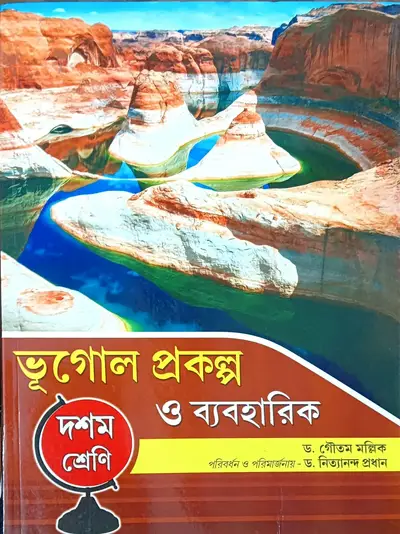 ভূগোল প্রকল্প
ও ব্যবহারিক
দশম
শ্রেণি
ড. গৌতম মল্লিক
পরিবর্ধন ও পরিমার্জনায় - ড. নিত্যানন্দ প্রধান